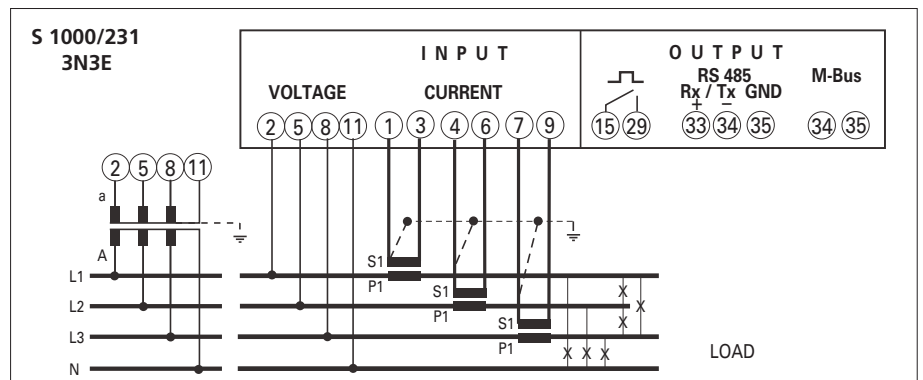 S 1000/231
3N3E
INPUT
OUTPUT
VOLTAGE
CURRENT
RS 485
Rx / Tx GND
+ –
M-Bus
2 5 8 11 1 3 4 6 7 9 15 29 33 34 35 34 35
2 5 8 11
a
A
S1
P1
S1
P1
S1
P1
L1
L2
L3
N
X
X
X
X X X
LOAD